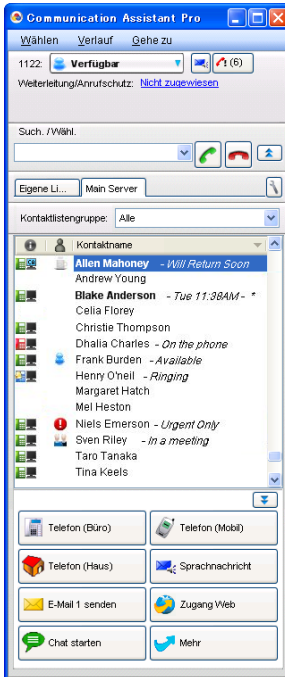 Communication Assistant Pro
Wählen Verlauf Gehe zu
1122: Verfügbar (6)
Weiterleitung/Anrufschutz: Nicht zugewiesen
Such. /Wähl.
Eigene Li... Main Server
Kontaktlistengruppe: Alle
Kontaktname
Allen Mahoney - Will Return Soon
Andrew Young
Blake Anderson - Tue 11:38AM - *
Celia Florey
Christie Thompson
Dhalia Charles - On the phone
Frank Burden - Available
Henry O'neil - Ringing
Margaret Hatch
Mel Heston
Niels Emerson - Urgent Only
Sven Riley - In a meeting
Taro Tanaka
Tina Keels
Telefon (Büro) Telefon (Mobil)
Telefon (Haus) Sprachnachricht
E-Mail 1 senden Zugang Web
Chat starten Mehr